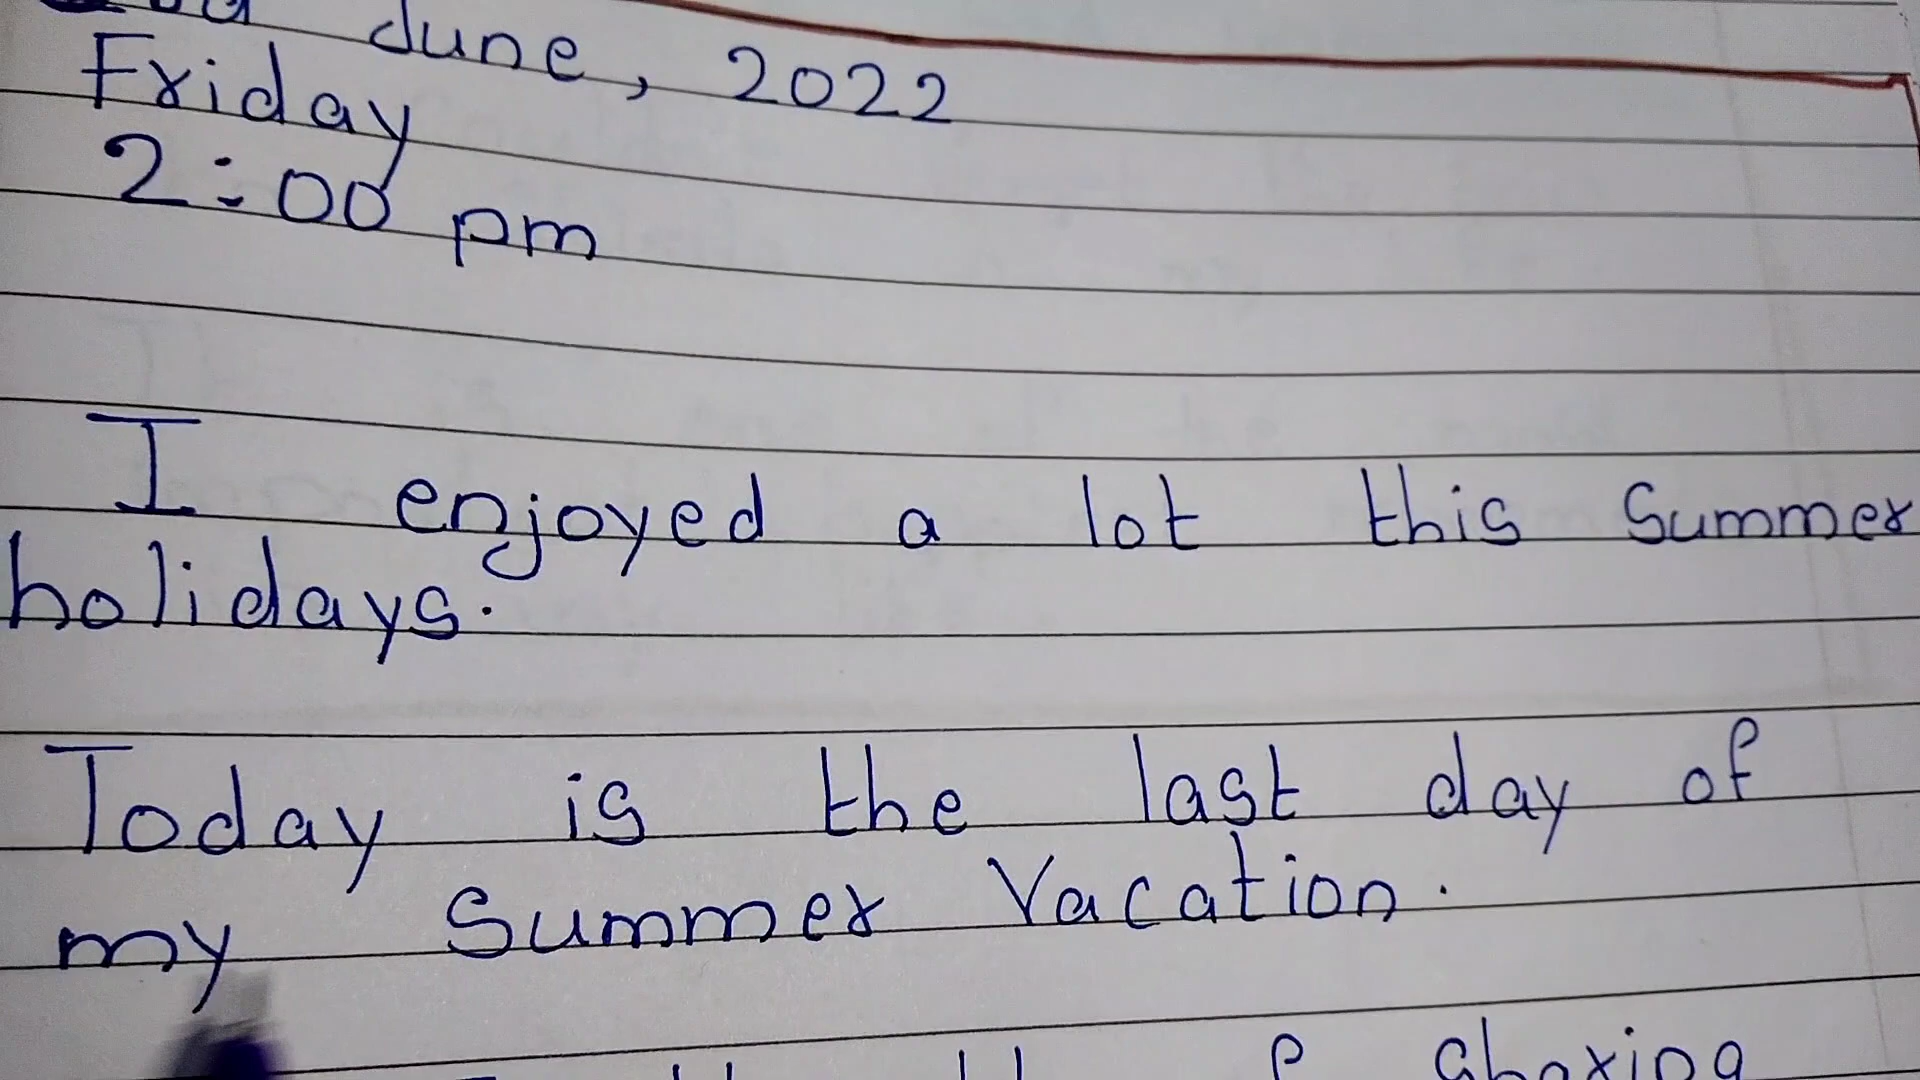 June, 2022
Friday
2:00 pm
I enjoyed a lot this Summer
holidays.
Today is the last day of
my Summer Vacation.